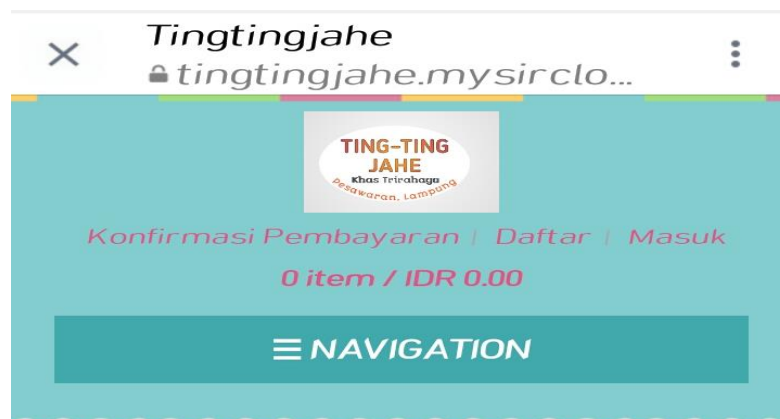 Tingtingjahe
tingtingjahe.mysirclo...
TING-TING
JAHE
Khas Trirahayu
Pesawaran, Lampung
Konfirmasi Pembayaran | Daftar | Masuk
0 item / IDR 0.00
NAVIGATION